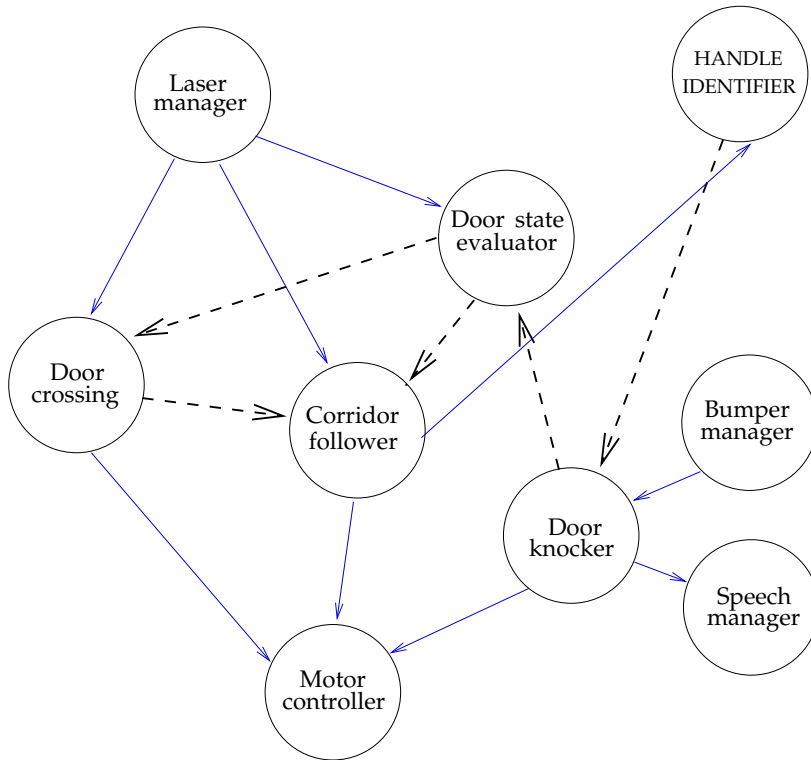 Laser
manager
HANDLE
IDENTIFIER
Door state
evaluator
Door
crossing
Corridor
follower
Bumper
manager
Door
knocker
Speech
manager
Motor
controller